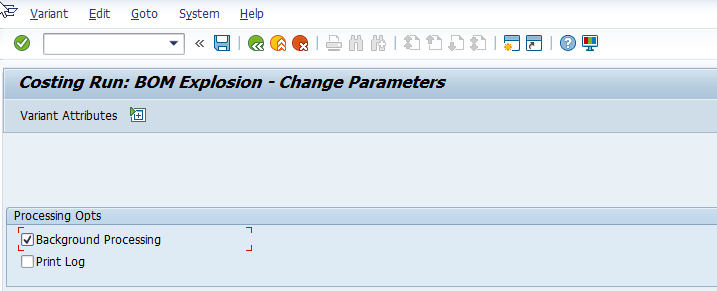 Variant Edit Goto System Help
Costing Run: BOM Explosion - Change Parameters
Variant Attributes
Processing Opts
Background Processing
Print Log